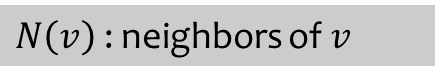 N(v) : neighbors of v